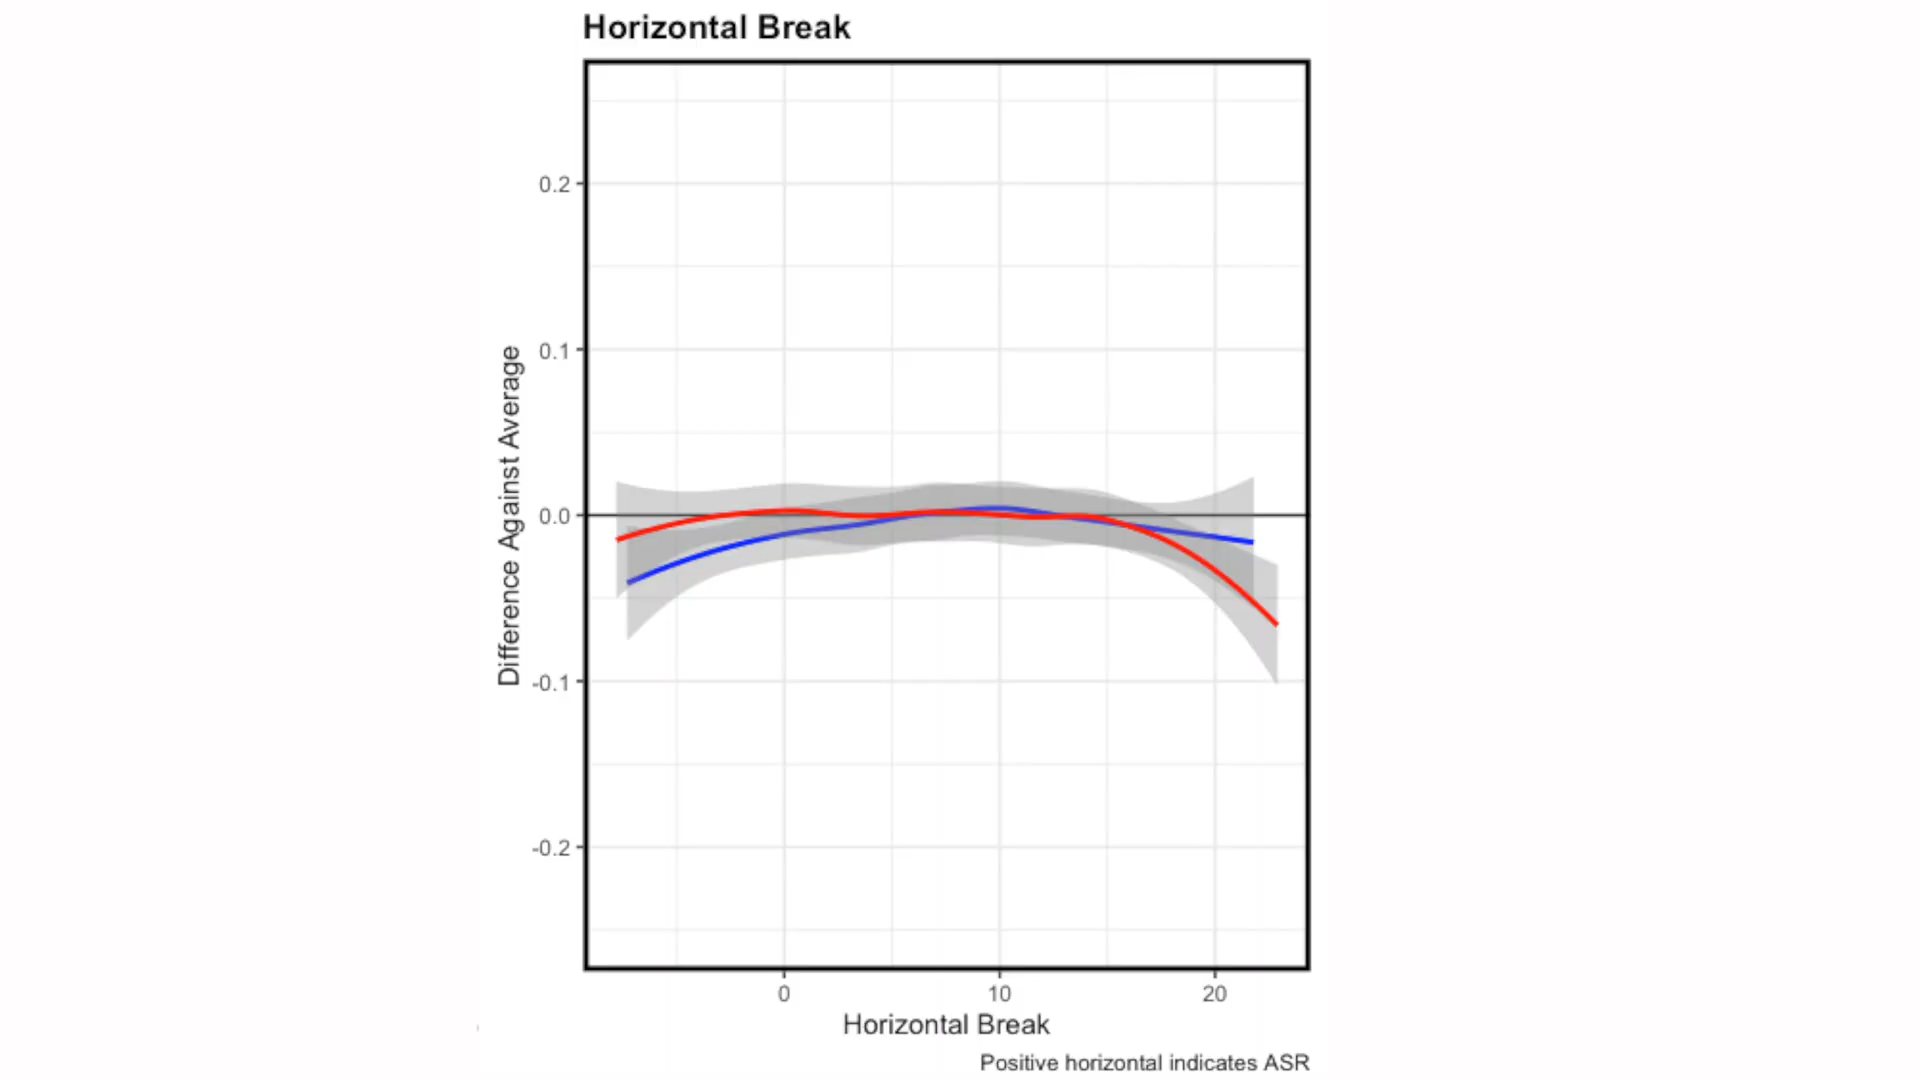 Horizontal Break
0.2
0.1
0.0
-0.1
-0.2
Difference Against Average
0 10 20
Horizontal Break
Positive horizontal indicates ASR